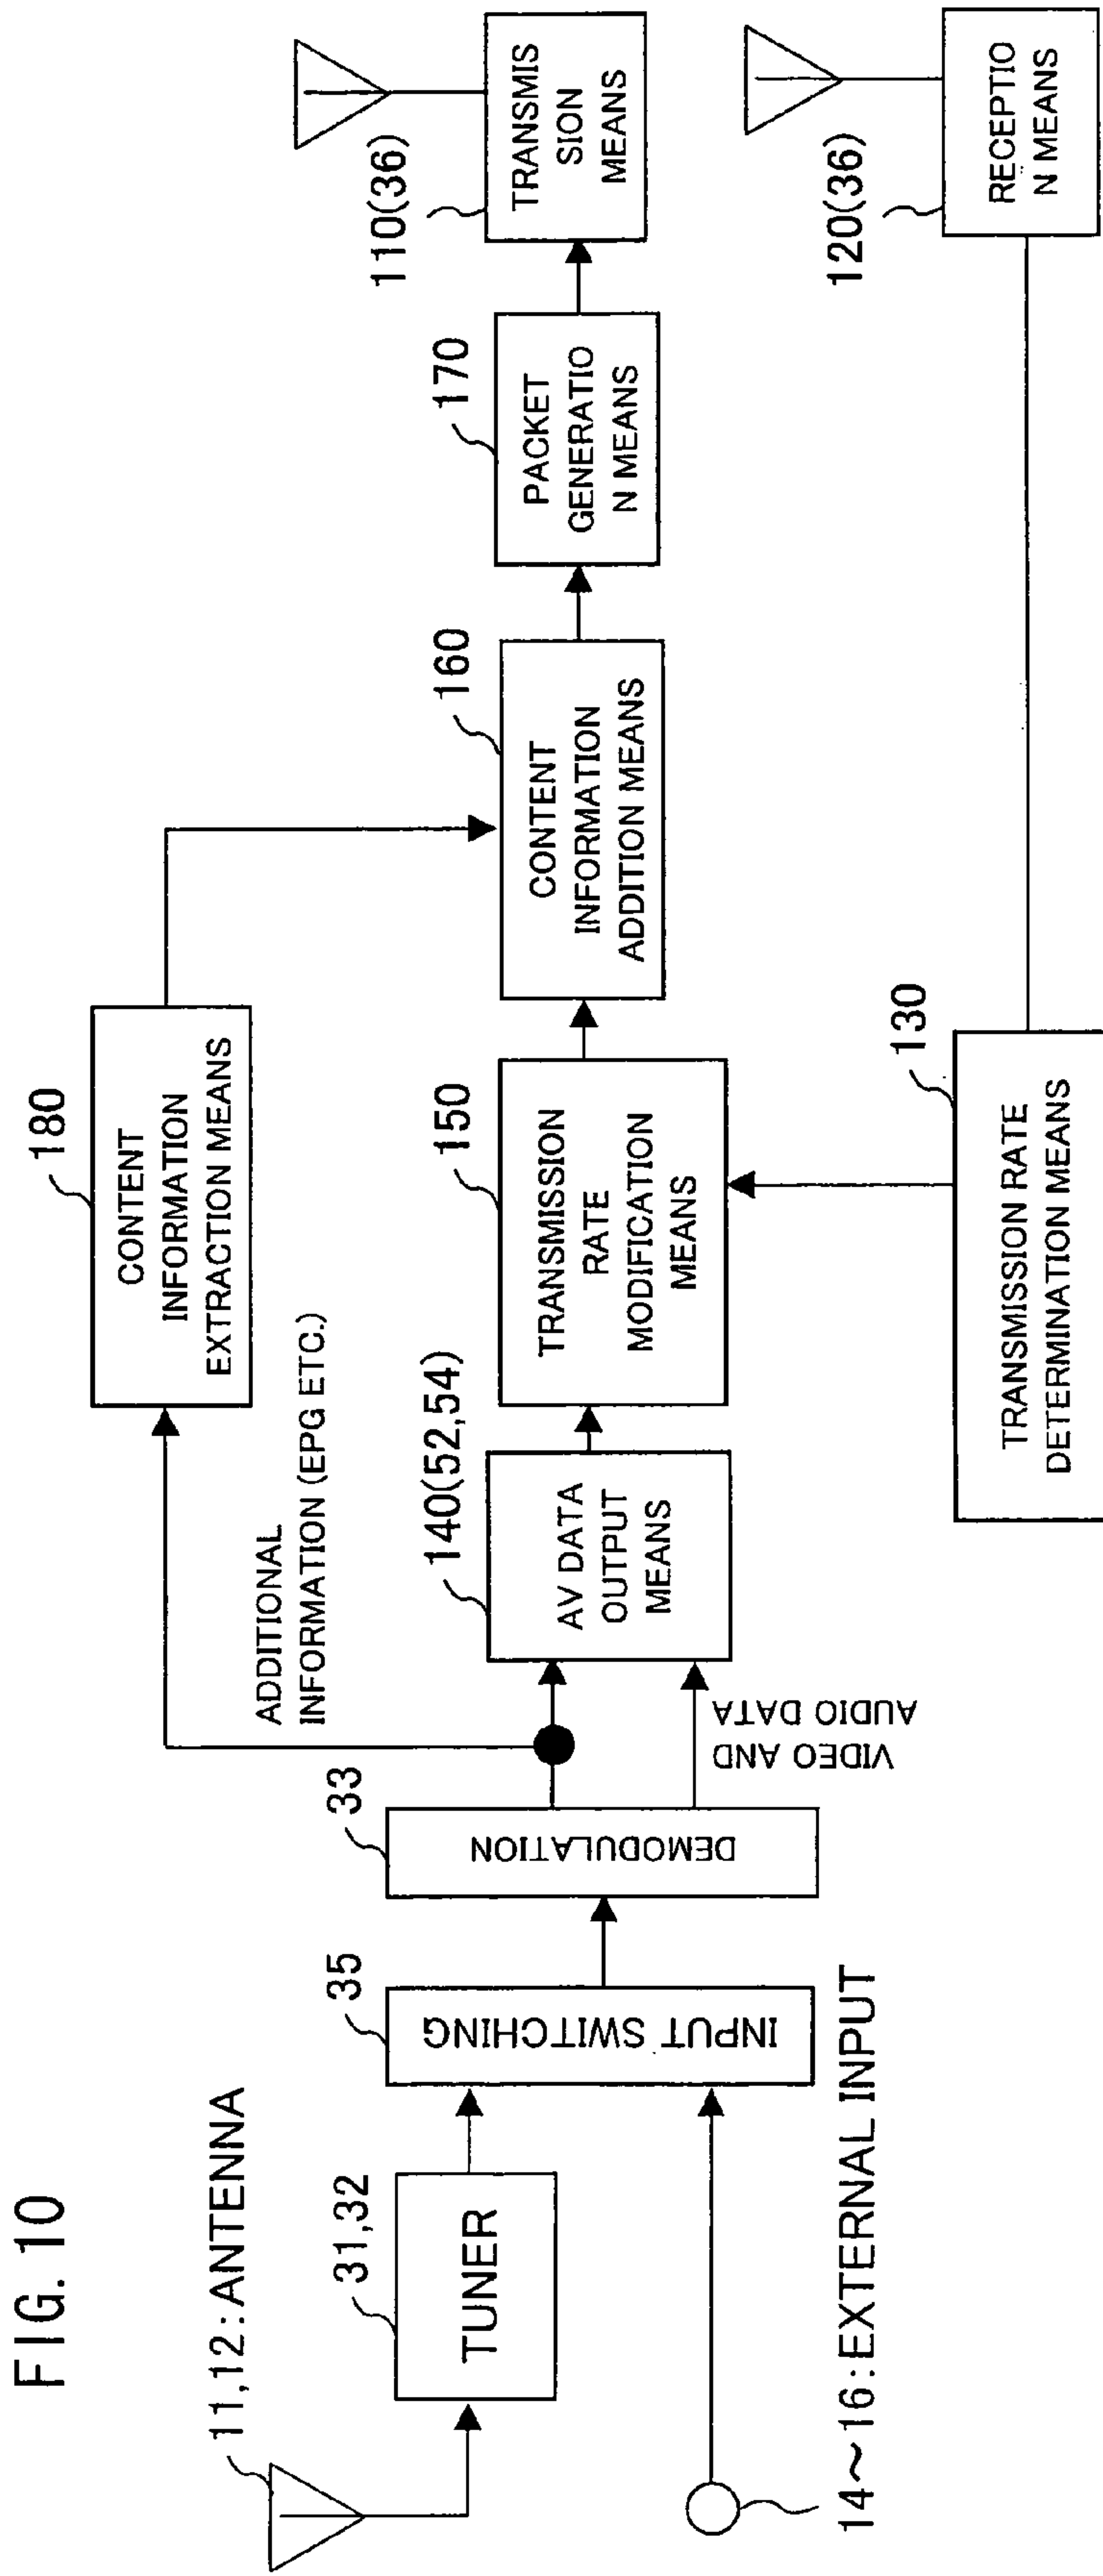 FIG. 10
11,12:ANTENNA
31,32
TUNER
14~16:EXTERNAL INPUT
35
INPUT SWITCHING
33
DEMODULATION
ADDITIONAL
INFORMATION (EPG ETC.)
VIDEO AND
AUDIO DATA
140(52,54)
AV DATA
OUTPUT
MEANS
180
CONTENT
INFORMATION
EXTRACTION MEANS
150
TRANSMISSION
RATE
MODIFICATION
MEANS
130
TRANSMISSION RATE
DETERMINATION MEANS
160
CONTENT
INFORMATION
ADDITION MEANS
170
PACKET
GENERATIO
N MEANS
110(36)
TRANSMIS
SION
MEANS
120(36)
RECEPTIO
N MEANS